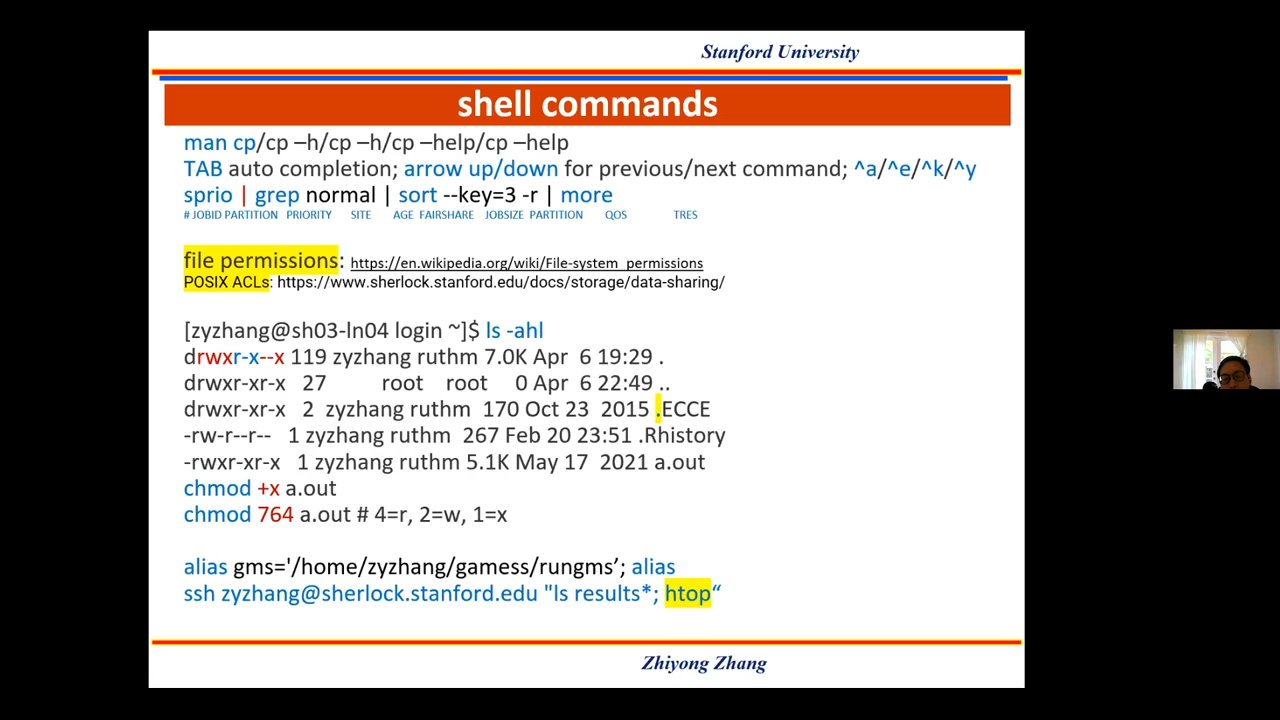 Stanford University
shell commands
man cp/cp –h/cp –h/cp –help/cp –help
TAB auto completion; arrow up/down for previous/next command; ^a/^e/^k/^y
sprio | grep normal | sort --key=3 -r | more
# JOBID PARTITION PRIORITY SITE AGE FAIRSHARE JOBSIZE PARTITION QOS TRES
file permissions: https://en.wikipedia.org/wiki/File-system_permissions
POSIX ACLs: https://www.sherlock.stanford.edu/docs/storage/data-sharing/
[zyzhang@sh03-ln04 login ~]$ ls -ahl
drwxr-x--x 119 zyzhang ruthm 7.0K Apr 6 19:29 .
drwxr-xr-x 27 root root 0 Apr 6 22:49 ..
drwxr-xr-x 2 zyzhang ruthm 170 Oct 23 2015 .ECCE
-rw-r--r-- 1 zyzhang ruthm 267 Feb 20 23:51 .Rhistory
-rwxr-xr-x 1 zyzhang ruthm 5.1K May 17 2021 a.out
chmod +x a.out
chmod 764 a.out # 4=r, 2=w, 1=x
alias gms='/home/zyzhang/gamess/rungms’; alias
ssh zyzhang@sherlock.stanford.edu "ls results*; htop“
Zhiyong Zhang